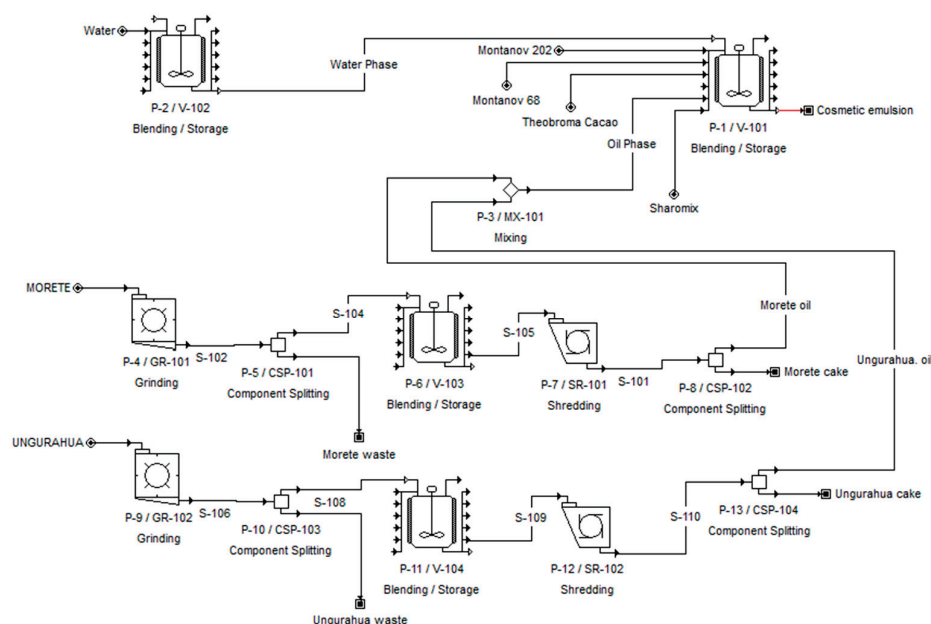 Water
P-2 / V-102
Blending / Storage
Water Phase
Montanov 202
Montanov 68
Theobroma Cacao
Oil Phase
P-1 / V-101
Blending / Storage
Cosmetic emulsion
Sharomix
P-3 / MX-101
Mixing
MORETE
P-4 / GR-101
Grinding
S-102
P-5 / CSP-101
Component Splitting
S-104
Morete waste
P-6 / V-103
Blending / Storage
S-105
P-7 / SR-101
Shredding
S-101
P-8 / CSP-102
Component Splitting
Morete oil
Morete cake
Ungurahua. oil
UNGURAHUA
P-9 / GR-102
Grinding
S-106
P-10 / CSP-103
Component Splitting
S-108
Ungurahua waste
P-11 / V-104
Blending / Storage
S-109
P-12 / SR-102
Shredding
S-110
P-13 / CSP-104
Component Splitting
Ungurahua cake